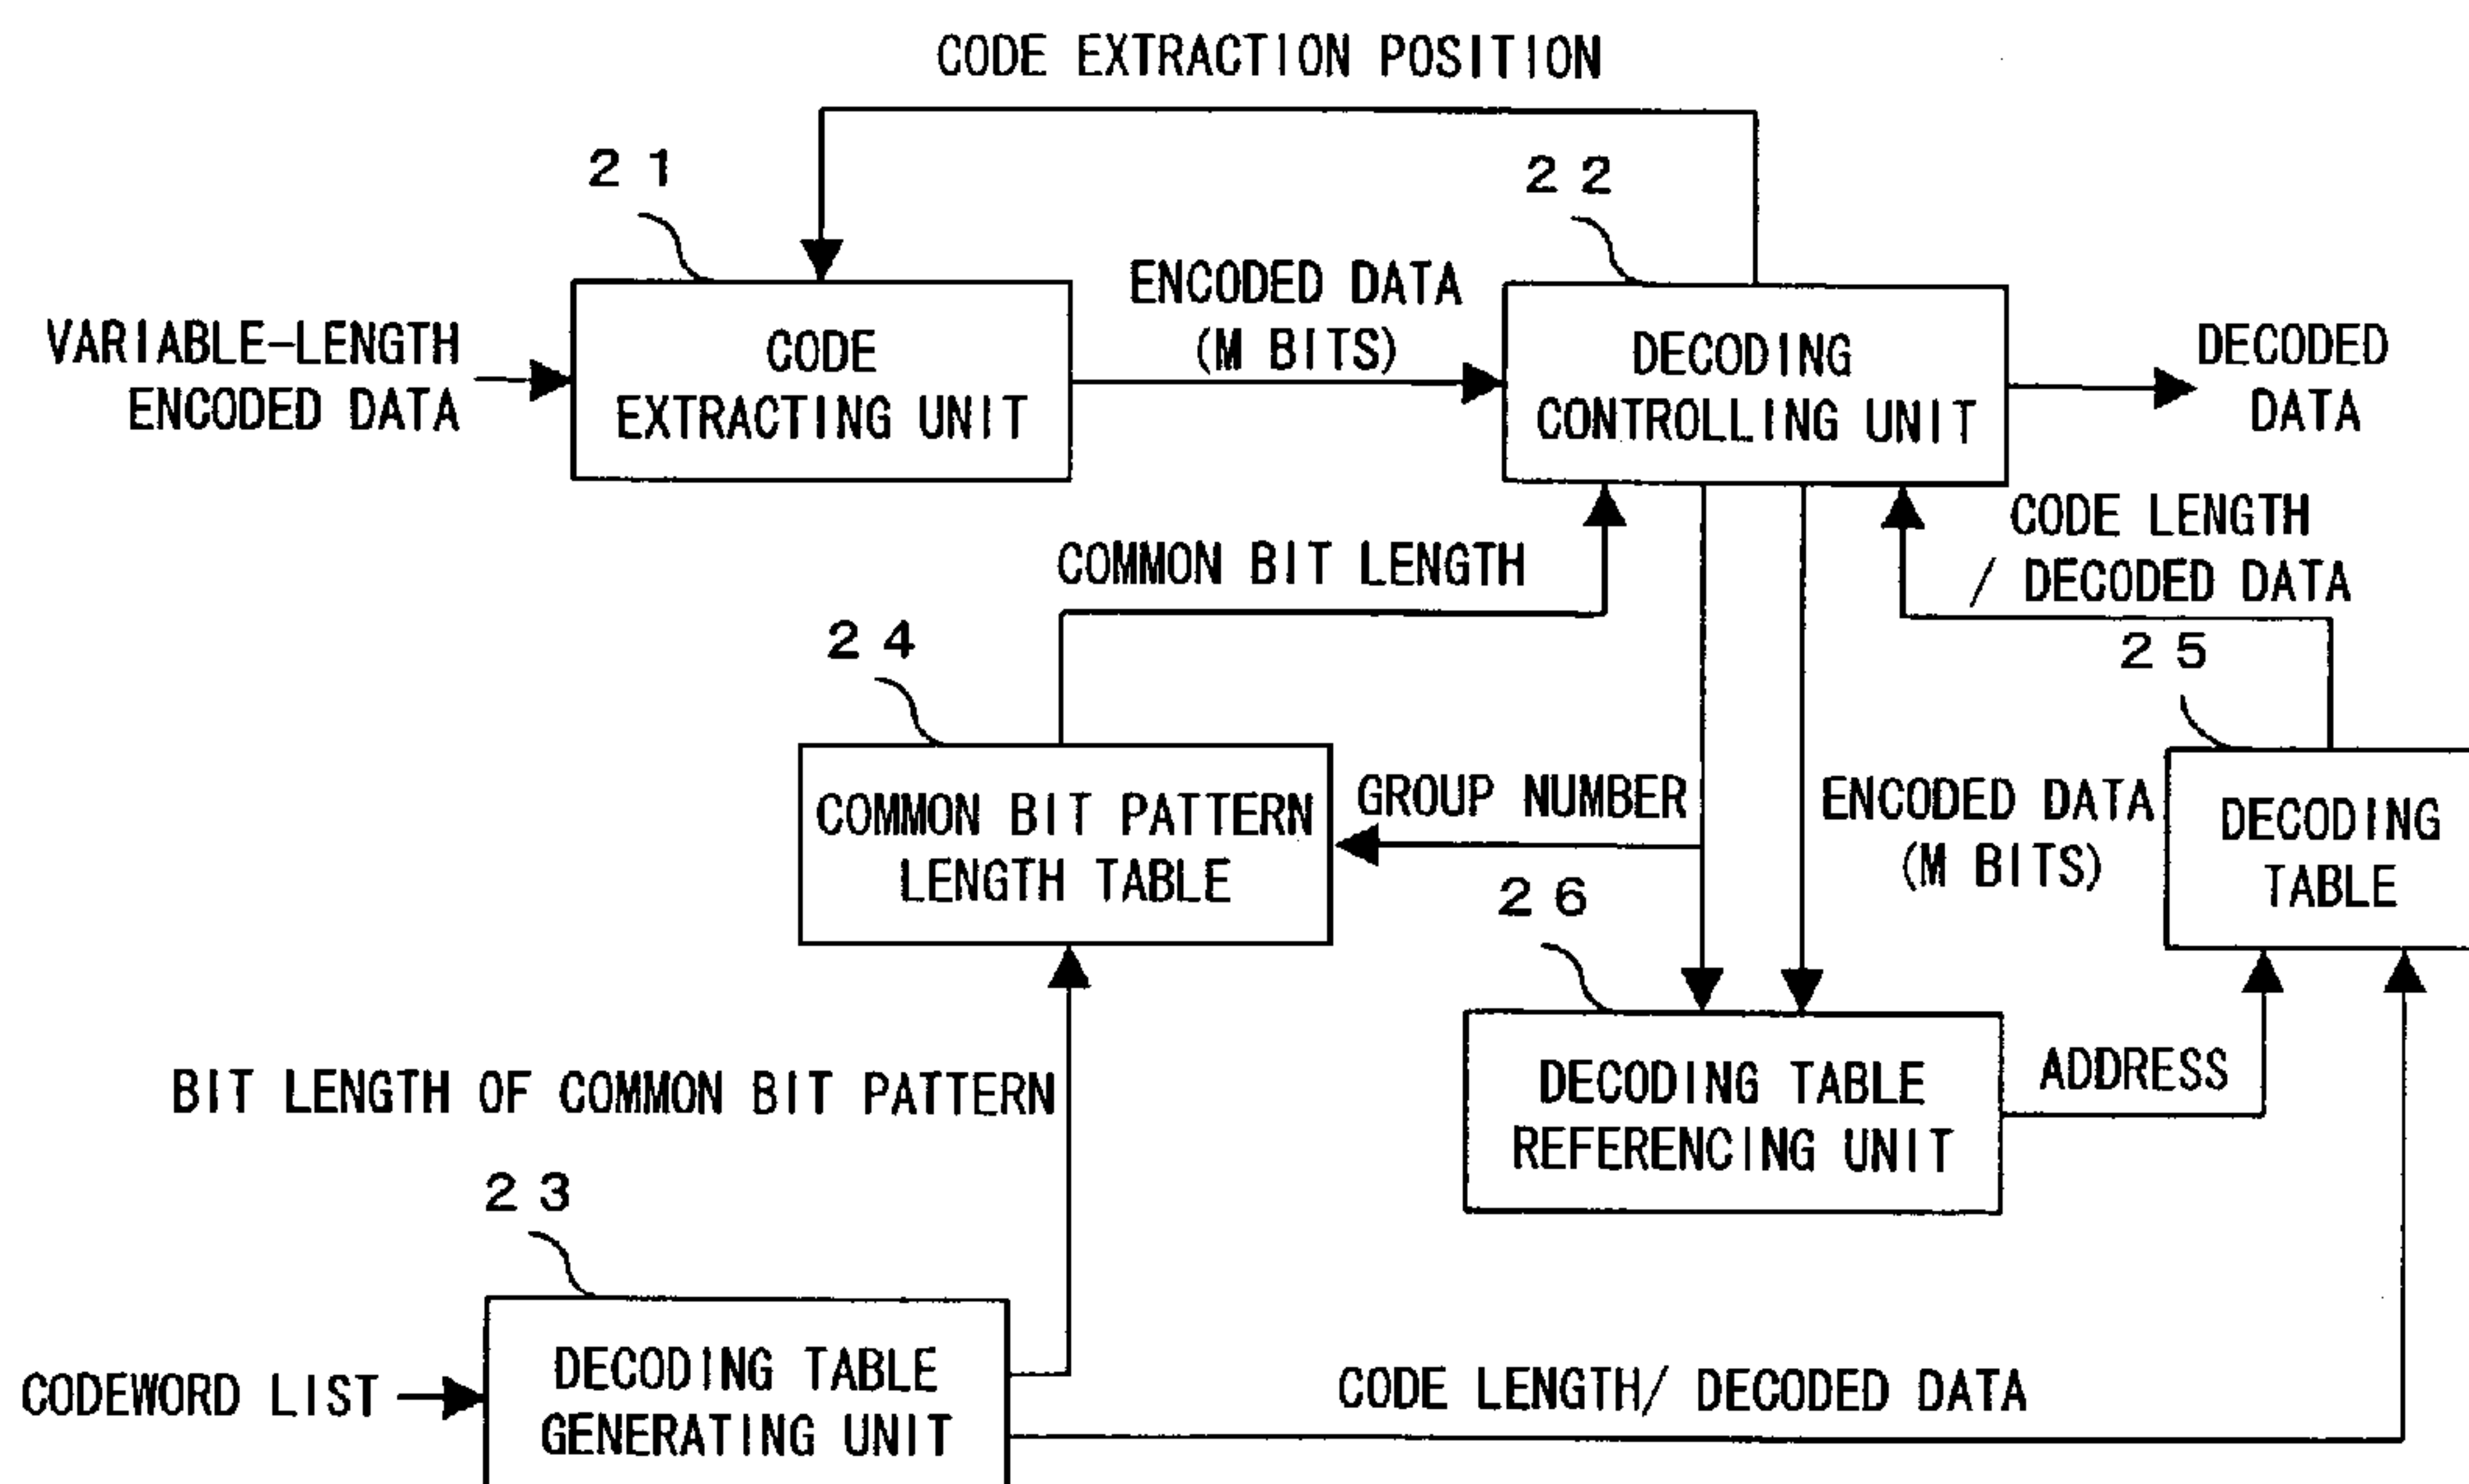 CODE EXTRACTION POSITION
21
22
VARIABLE-LENGTH
ENCODED DATA
CODE
EXTRACTING UNIT
ENCODED DATA
(M BITS)
DECODING
CONTROLLING UNIT
DECODED
DATA
COMMON BIT LENGTH
CODE LENGTH
/ DECODED DATA
24
25
COMMON BIT PATTERN
LENGTH TABLE
GROUP NUMBER
ENCODED DATA
(M BITS)
DECODING
TABLE
26
BIT LENGTH OF COMMON BIT PATTERN
DECODING TABLE
REFERENCING UNIT
ADDRESS
23
CODEWORD LIST
DECODING TABLE
GENERATING UNIT
CODE LENGTH/ DECODED DATA